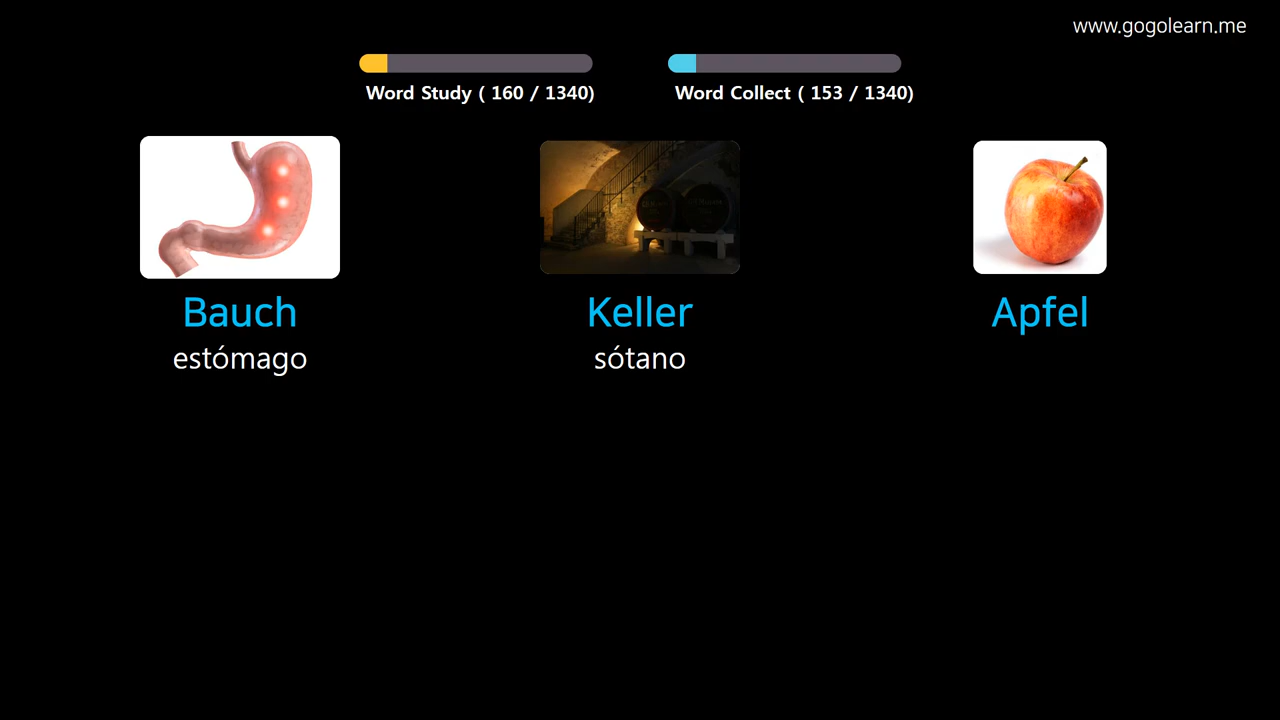 www.gogolearn.me
Word Study ( 160 / 1340)
Word Collect ( 153 / 1340)
Bauch
Keller
Apfel
estómago
sótano